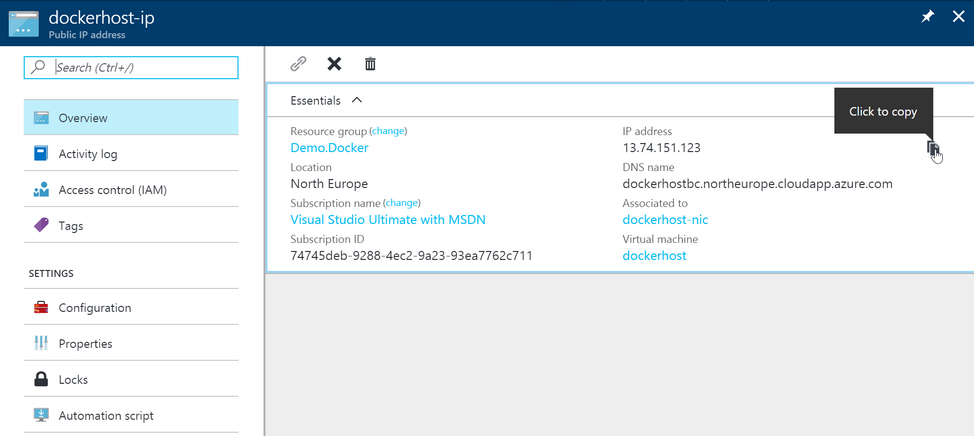 dockerhost-ip
Public IP address
Search (Ctrl+/)
Overview
Activity log
Access control (IAM)
Tags
SETTINGS
Configuration
Properties
Locks
Automation script
Essentials
Click to copy
Resource group (change)
Demo.Docker
Location
North Europe
Subscription name (change)
Visual Studio Ultimate with MSDN
Subscription ID
74745deb-9288-4ec2-9a23-93ea7762c711
IP address
13.74.151.123
DNS name
dockerhostbc.northeurope.cloudapp.azure.com
Associated to
dockerhost-nic
Virtual machine
dockerhost